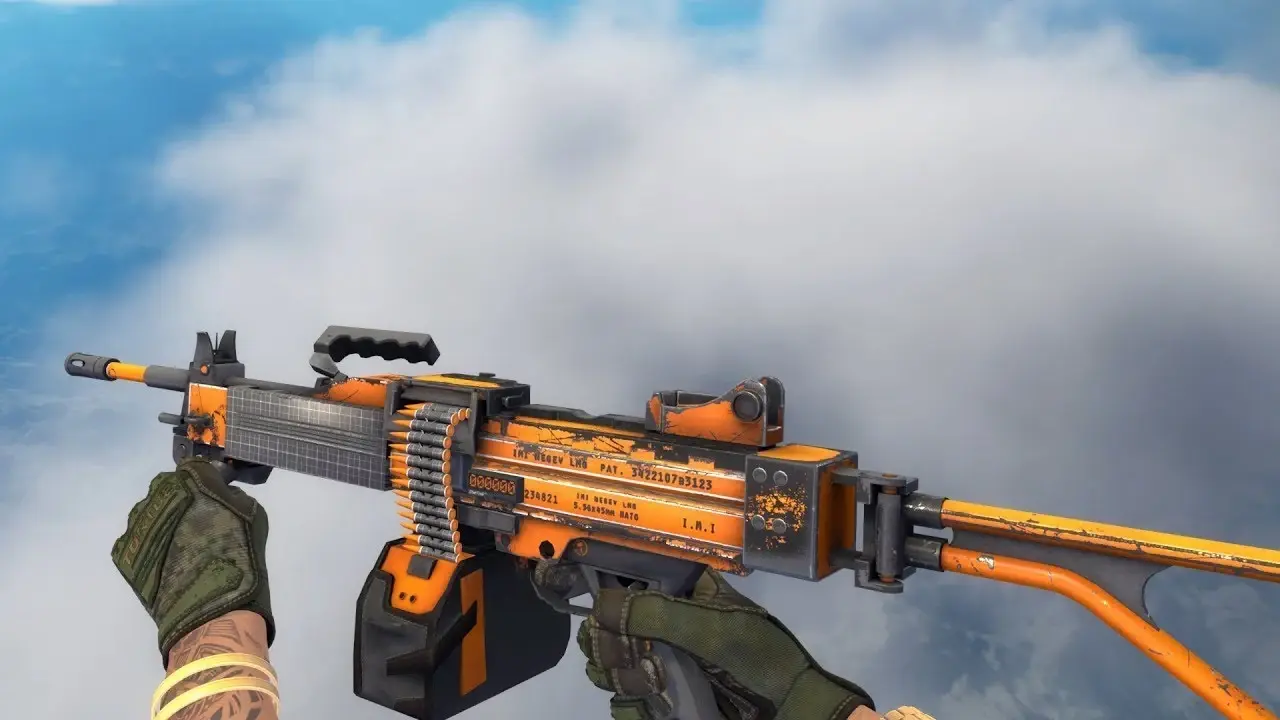 IMI NEGEV LMG PAT. 3422107B3123
000000
234821
IMI NEGEV LMG
5.56x45MM NATO
I.M.I